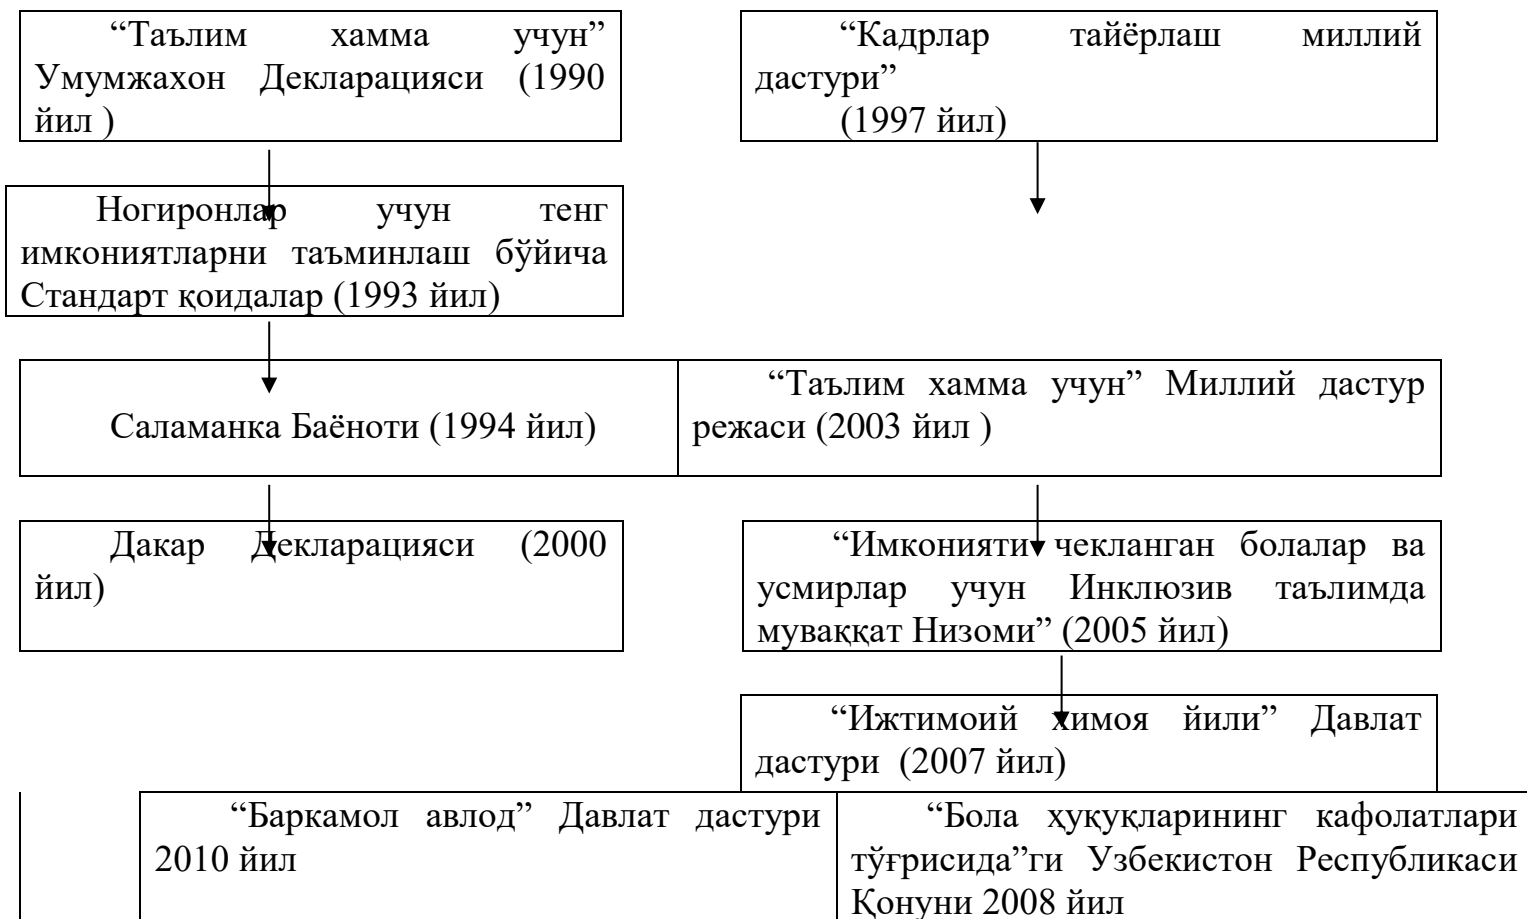 “Таълим хамма учун”
Умумжахон Декларацияси (1990
йил )
“Кадрлар тайёрлаш миллий
дастури”
(1997 йил)
Ногиронлар учун тенг
имкониятларни таъминлаш бўйича
Стандарт қоидалар (1993 йил)
Саламанка Баёноти (1994 йил)
“Таълим хамма учун” Миллий дастур
режаси (2003 йил )
Дакар Декларацияси (2000
йил)
“Имконияти чекланган болалар ва
усмирлар учун Инклюзив таълимда
муваққат Низоми” (2005 йил)
“Ижтимоий химоя йили” Давлат
дастури (2007 йил)
“Баркамол авлод” Давлат дастури
2010 йил
“Бола ҳуқуқларининг кафолатлари
тўғрисида”ги Узбекистон Республикаси
Қонуни 2008 йил